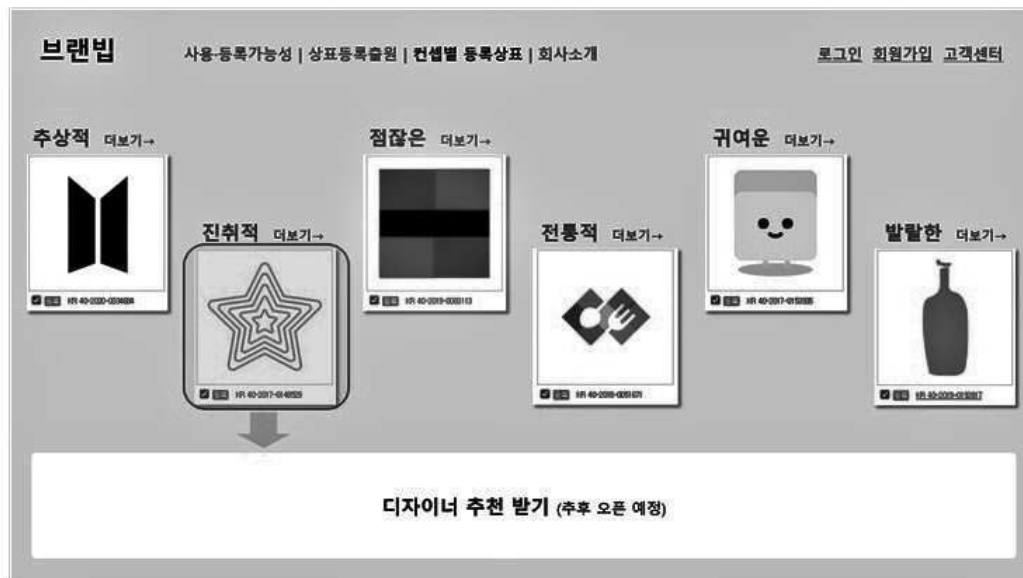 브랜빕
사용·등록가능성 | 상표등록출원 | 컨셉별 등록상표 | 회사소개
로그인 회원가입 고객센터
추상적 더보기→
점잖은 더보기→
귀여운 더보기→
진취적 더보기→
전통적 더보기→
발랄한 더보기→
디자이너 추천 받기 (추후 오픈 예정)